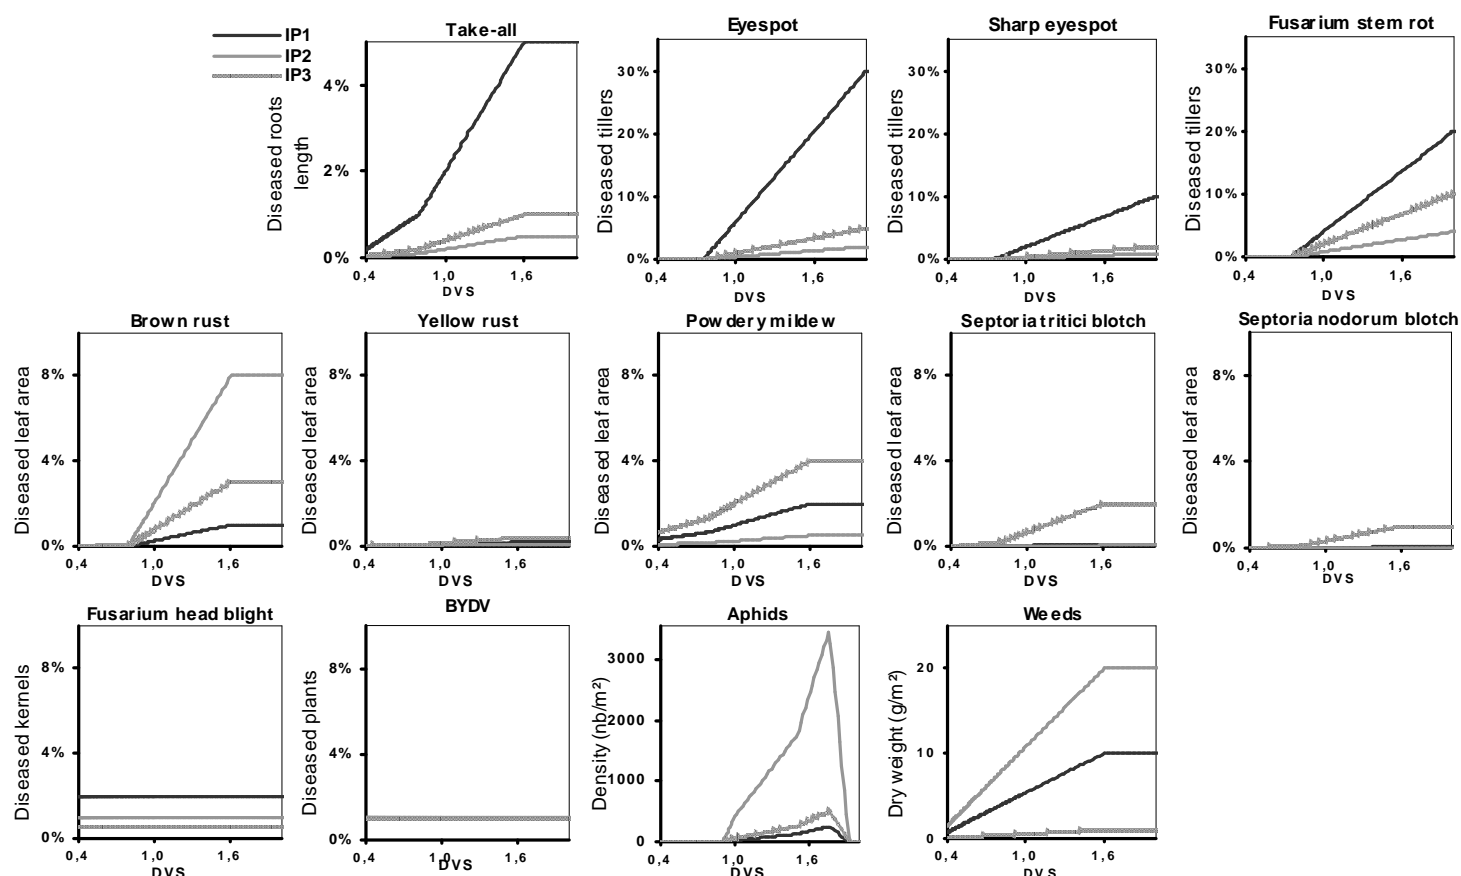 IP1
IP2
IP3
Take-all
Diseased roots
length
4%
2%
0%
0,4 1,0 1,6
DVS
Eyespot
Diseased tillers
30%
20%
10%
0%
0,4 1,0 1,6
DVS
Sharp eyespot
Diseased tillers
30%
20%
10%
0%
0,4 1,0 1,6
DVS
Fusarium stem rot
Diseased tillers
30%
20%
10%
0%
0,4 1,0 1,6
DVS
Brown rust
Diseased leaf area
8%
4%
0%
0,4 1,0 1,6
DVS
Yellow rust
Diseased leaf area
8%
4%
0%
0,4 1,0 1,6
DVS
Powdery mildew
Diseased leaf area
8%
4%
0%
0,4 1,0 1,6
DVS
Septoria tritici blotch
Diseased leaf area
8%
4%
0%
0,4 1,0 1,6
DVS
Septoria nodorum blotch
Diseased leaf area
8%
4%
0%
0,4 1,0 1,6
DVS
Fusarium head blight
Diseased kernels
8%
4%
0%
0,4 1,0 1,6
DVS
BYDV
Diseased plants
8%
4%
0%
0,4 1,0 1,6
DVS
Aphids
Density (nb/m²)
3000
2000
1000
0
0,4 1,0 1,6
DVS
Weeds
Dry weight (g/m²)
20
10
0
0,4 1,0 1,6
DVS